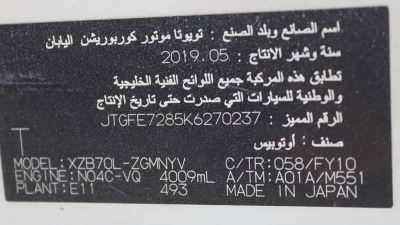 اسم الصانع وبلد الصنع : تويوتا موتور كوربوريشن اليابان
سنة وشهر الانتاج : 2019.05
تطابق هذه المركبة جميع اللوائح الفنية الخليجية
والوطنية للسيارات التي صدرت حتى تاريخ الإنتاج
الرقم المميز : JTGFE7285K6270237
صنف: أوتوبيس
MODEL: XZB70L-ZGMNYV C/TR: 058/FY10
ENGINE: N04C-VQ 4009mL A/TM: A01A/M551
PLANT: E11 493 MADE IN JAPAN